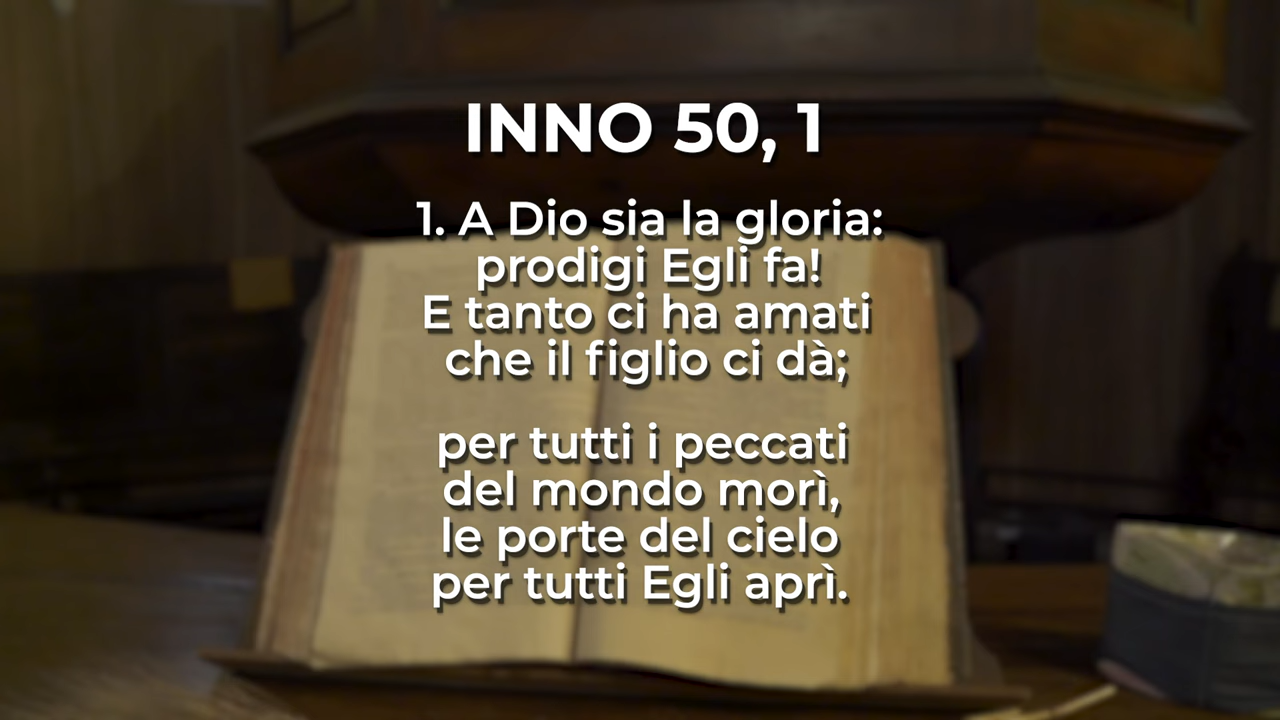 INNO 50, 1
1. A Dio sia la gloria:
prodigi Egli fa!
E tanto ci ha amati
che il figlio ci dà;
per tutti i peccati
del mondo morì,
le porte del cielo
per tutti Egli aprì.